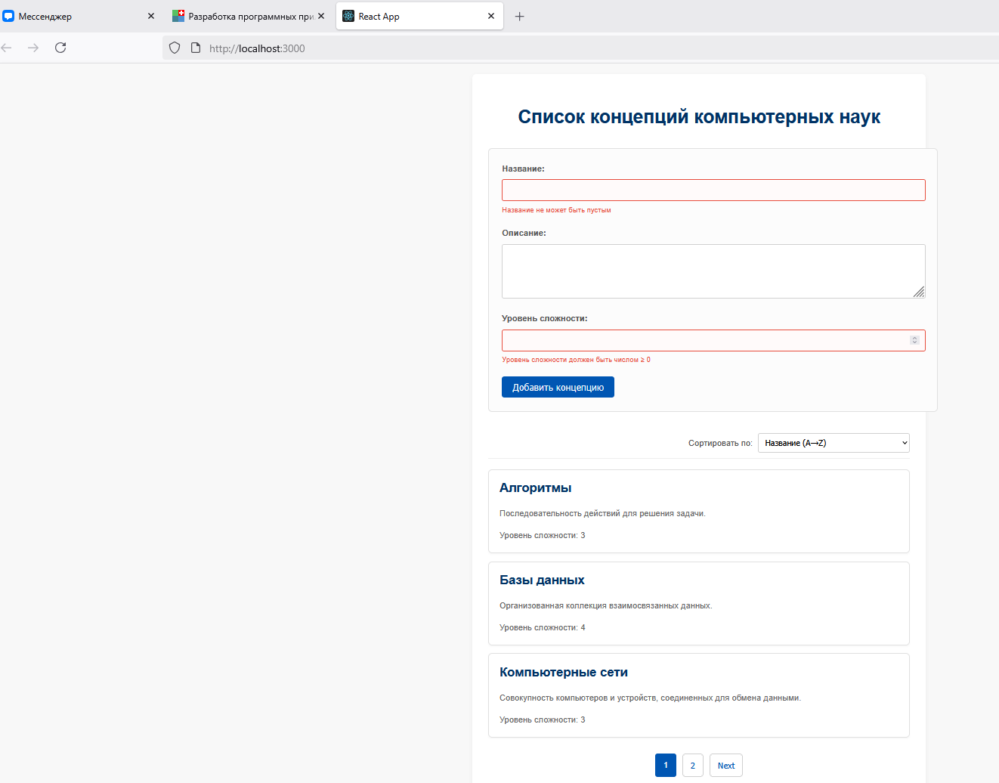 Мессенджер
Разработка программных при
React App
http://localhost:3000
Список концепций компьютерных наук
Название:
Название не может быть пустым
Описание:
Уровень сложности:
Уровень сложности должен быть числом ≥ 0
Добавить концепцию
Сортировать по: Название (A→Z)
Алгоритмы
Последовательность действий для решения задачи.
Уровень сложности: 3
Базы данных
Организованная коллекция взаимосвязанных данных.
Уровень сложности: 4
Компьютерные сети
Совокупность компьютеров и устройств, соединенных для обмена данными.
Уровень сложности: 3
1 2 Next